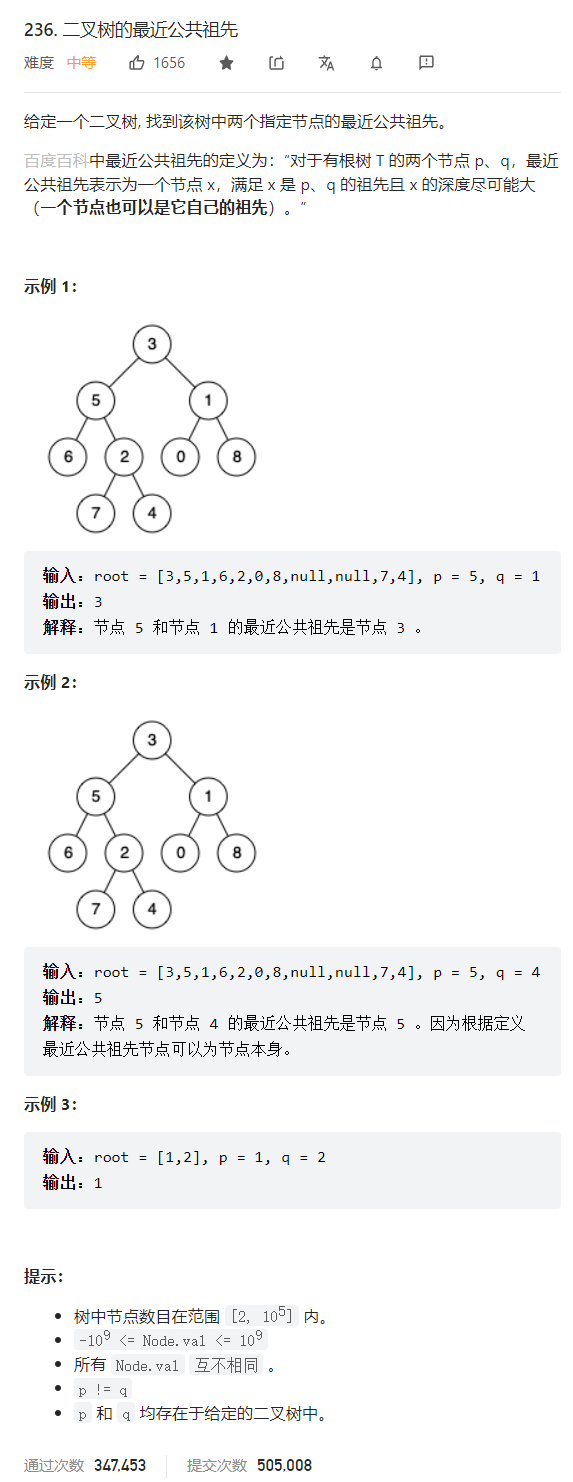 236. 二叉树的最近公共祖先
难度 中等 1656
给定一个二叉树, 找到该树中两个指定节点的最近公共祖先。
百度百科中最近公共祖先的定义为：“对于有根树 T 的两个节点 p、q，最近
公共祖先表示为一个节点 x，满足 x 是 p、q 的祖先且 x 的深度尽可能大
（一个节点也可以是它自己的祖先）。”
示例 1：
3
5 1
6 2 0 8
7 4
输入：root = [3,5,1,6,2,0,8,null,null,7,4], p = 5, q = 1
输出：3
解释：节点 5 和节点 1 的最近公共祖先是节点 3 。
示例 2：
3
5 1
6 2 0 8
7 4
输入：root = [3,5,1,6,2,0,8,null,null,7,4], p = 5, q = 4
输出：5
解释：节点 5 和节点 4 的最近公共祖先是节点 5 。因为根据定义
最近公共祖先节点可以为节点本身。
示例 3：
输入：root = [1,2], p = 1, q = 2
输出：1
提示：
• 树中节点数目在范围 [2, 10⁵] 内。
• -10⁹ <= Node.val <= 10⁹
• 所有 Node.val 互不相同 。
• p != q
• p 和 q 均存在于给定的二叉树中。
通过次数 347,453 提交次数 505,008